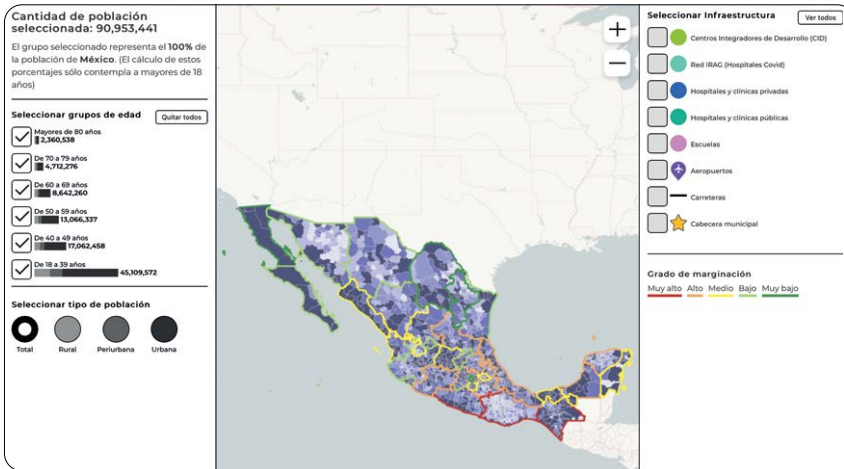 Cantidad de población
seleccionada: 90,953,441
El grupo seleccionado representa el 100% de
la población de México. (El cálculo de estos
porcentajes sólo contempla a mayores de 18
años)
Seleccionar grupos de edad
Quitar todos
Mayores de 80 años
2,360,538
De 70 a 79 años
4,712,276
De 60 a 69 años
8,642,260
De 50 a 59 años
13,066,337
De 40 a 49 años
17,062,458
De 18 a 39 años
45,109,572
Seleccionar tipo de población
Total Rural Periurbana Urbana
+
−
Seleccionar Infraestructura
Ver todos
Centros Integradores de Desarrollo (CID)
Red IRAG (Hospitales Covid)
Hospitales y clínicas privadas
Hospitales y clínicas públicas
Escuelas
Aeropuertos
Carreteras
Cabecera municipal
Grado de marginación
Muy alto Alto Medio Bajo Muy bajo